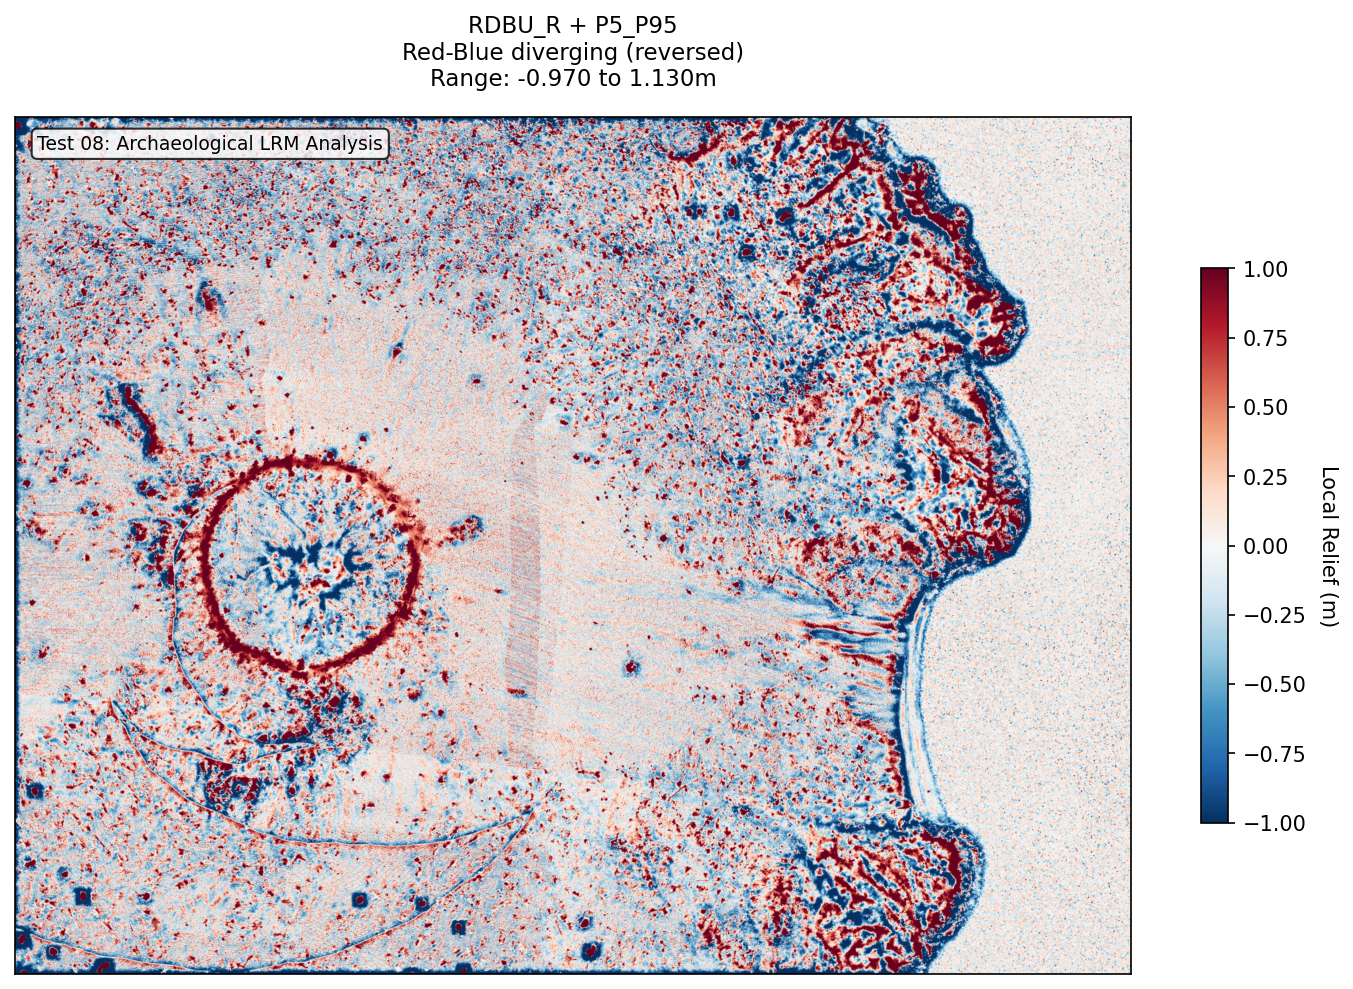 RDBU_R + P5_P95
Red-Blue diverging (reversed)
Range: -0.970 to 1.130m
Test 08: Archaeological LRM Analysis
1.00
0.75
0.50
0.25
0.00
−0.25
−0.50
−0.75
−1.00
Local Relief (m)